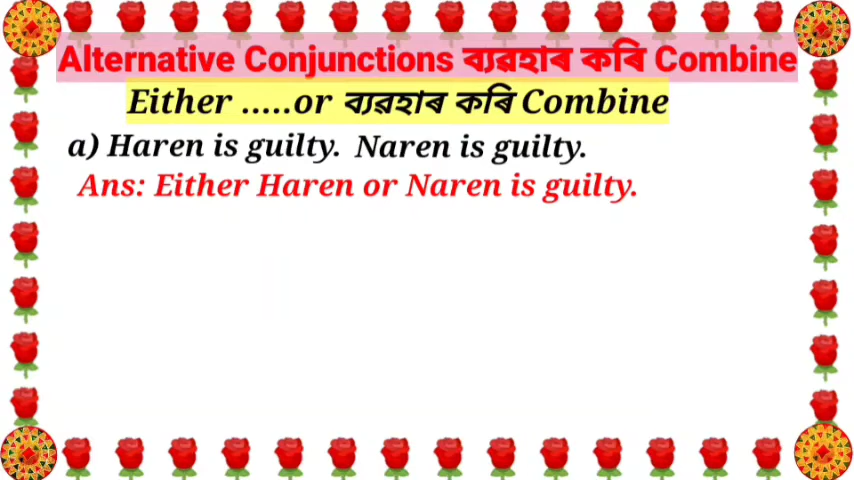 Alternative Conjunctions ব্যৱহাৰ কৰি Combine
Either .....or ব্যৱহাৰ কৰি Combine
a) Haren is guilty. Naren is guilty.
Ans: Either Haren or Naren is guilty.